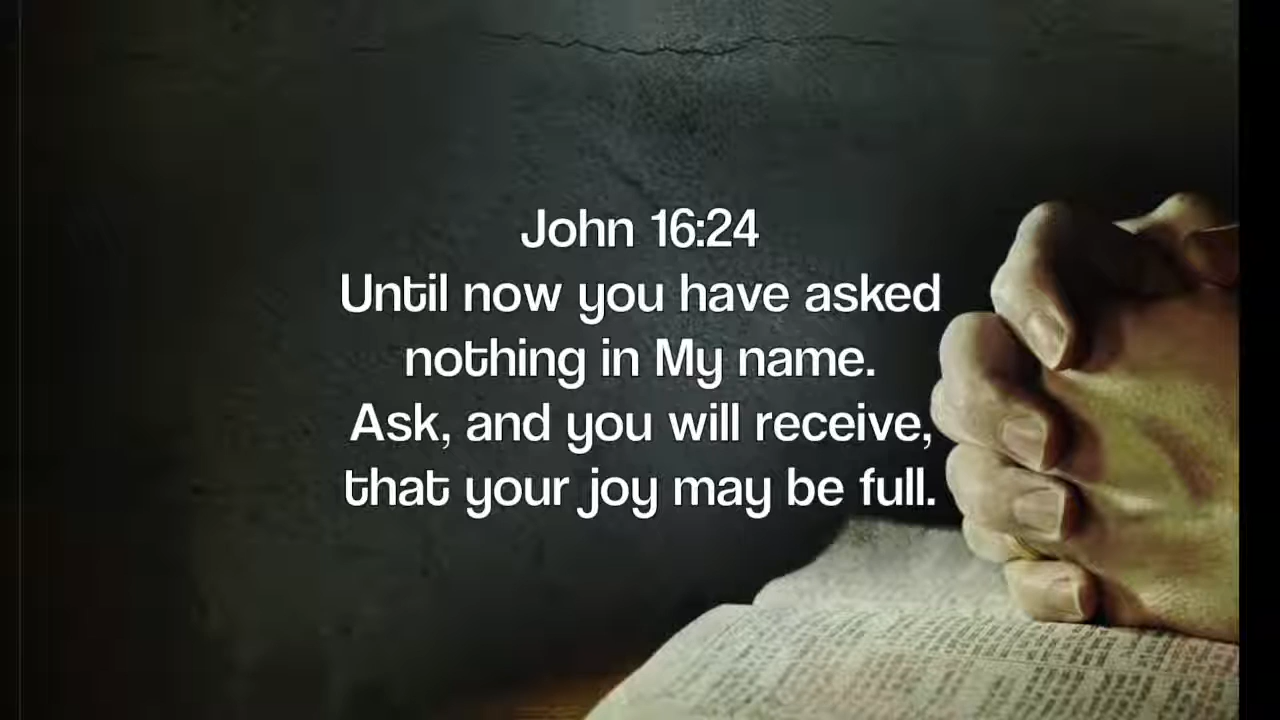 John 16:24
Until now you have asked
nothing in My name.
Ask, and you will receive,
that your joy may be full.